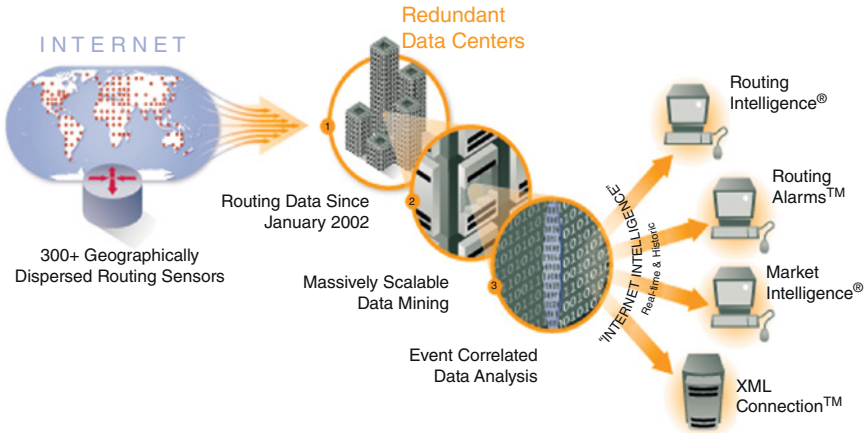 INTERNET
Redundant
Data Centers
1
Routing Data Since
January 2002
300+ Geographically
Dispersed Routing Sensors
2
Massively Scalable
Data Mining
3
Event Correlated
Data Analysis
"INTERNET INTELLIGENCE"
Real-time & Historic
Routing
Intelligence®
Routing
Alarms™
Market
Intelligence®
XML
Connection™